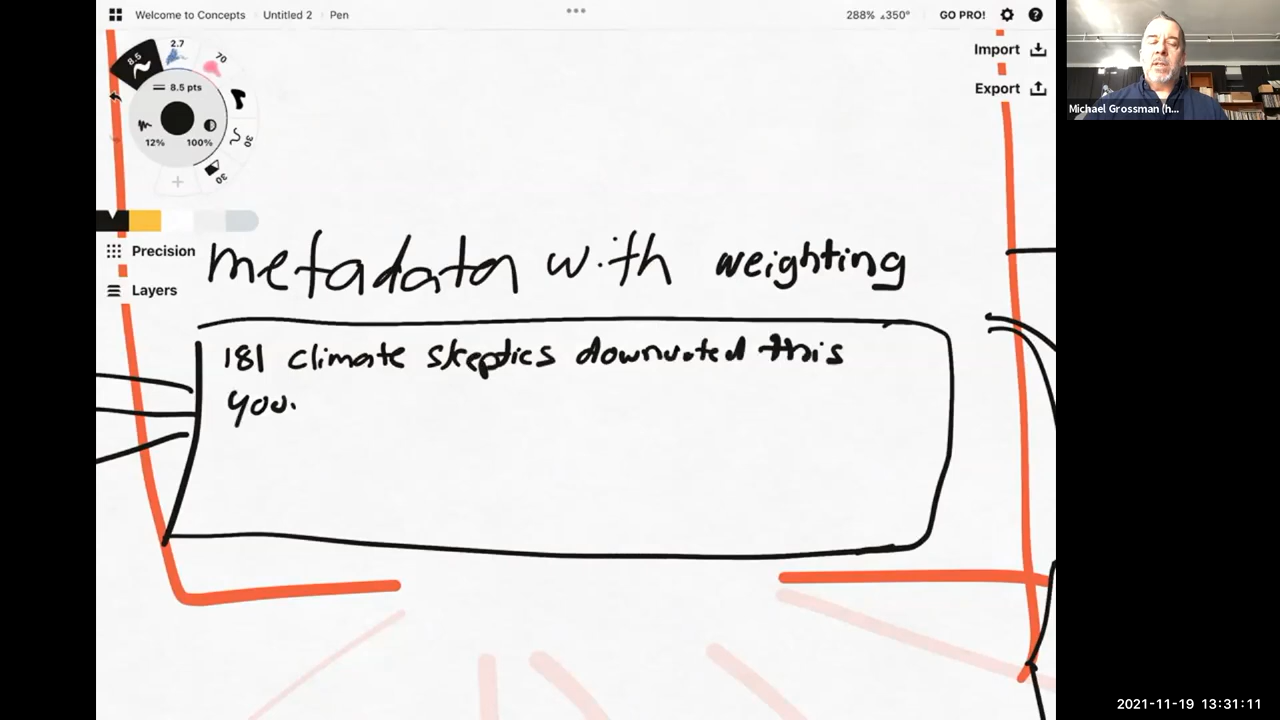 Welcome to Concepts Untitled 2 Pen
288% ⊿350° GO PRO!
Import
Export
8.5
2.7
70
8.5 pts
12% 100%
30
30
Precision
Layers
metadata with weighting
181 climate skeptics downvoted this
400.
Michael Grossman (h...
2021-11-19 13:31:11